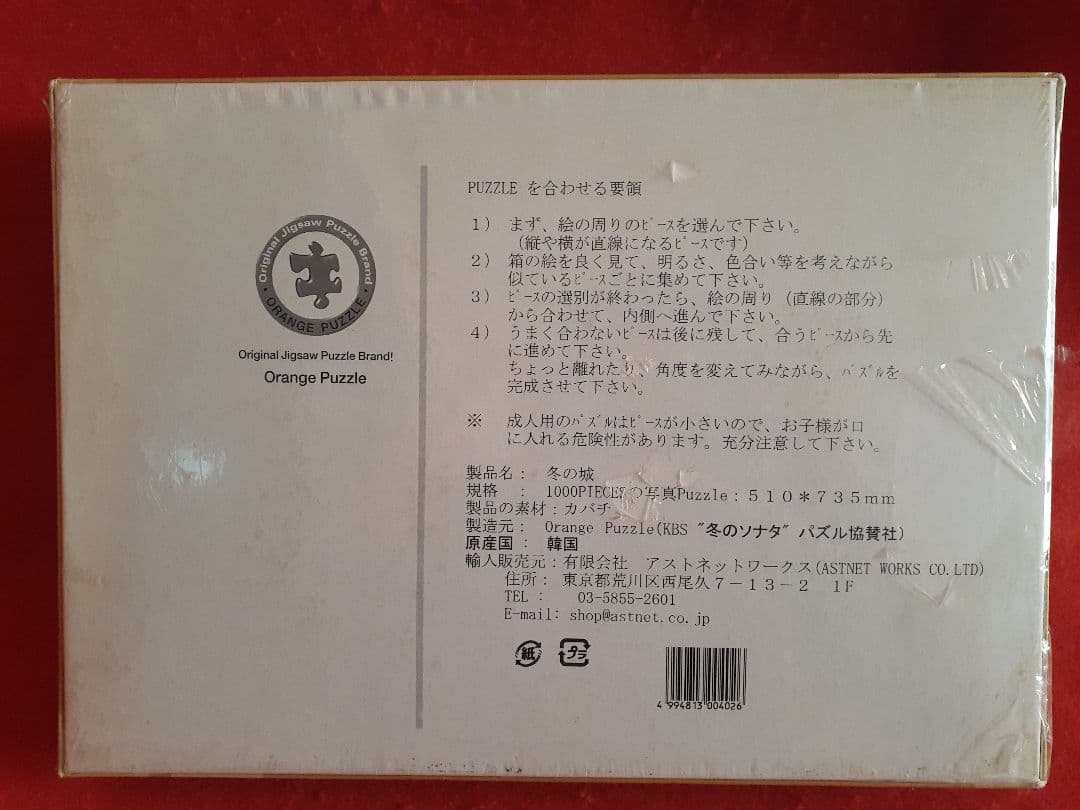 Original Jigsaw Puzzle Brand
ORANGE PUZZLE
Original Jigsaw Puzzle Brand!
Orange Puzzle
PUZZLE を合わせる要領
1) まず、絵の周りのﾋﾟｰｽを選んで下さい。
(縦や横が直線になるﾋﾟｰｽです)
2) 箱の絵を良く見て、明るさ、色合い等を考えながら
似ているﾋﾟｰｽごとに集めて下さい。
3) ﾋﾟｰｽの選別が終わったら、絵の周り(直線の部分)
から合わせて、内側へ進んで下さい。
4) うまく合わないﾋﾟｰｽは後に残して、合うﾋﾟｰｽから先
に進めて下さい。
ちょっと離れたり、角度を変えてみながら、ﾊﾟｽﾞﾙを
完成させて下さい。
※ 成人用のﾊﾟｽﾞﾙはﾋﾟｰｽが小さいので、お子様が口
に入れる危険性があります。充分注意して下さい。
製品名: 冬の城
規格 : 1000PIECESの写真Puzzle:510*735mm
製品の素材:カバチ
製造元: Orange Puzzle(KBS "冬のソナタ" パズル協賛社)
原産国: 韓国
輸入販売元:有限会社 アストネットワークス(ASTNET WORKS CO.LTD)
住所: 東京都荒川区西尾久7-13-2 1F
TEL : 03-5855-2601
E-mail: shop@astnet.co.jp
紙 プラ
4 994813 004026